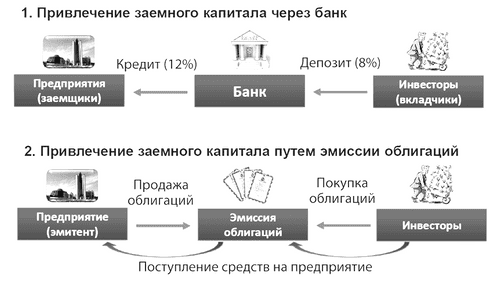 1. Привлечение заемного капитала через банк
Кредит (12%)
Депозит (8%)
Предприятия
(заемщики)
Банк
Инвесторы
(вкладчики)
2. Привлечение заемного капитала путем эмиссии облигаций
Продажа
облигаций
Покупка
облигаций
Предприятие
(эмитент)
Эмиссия
облигаций
Инвесторы
Поступление средств на предприятие